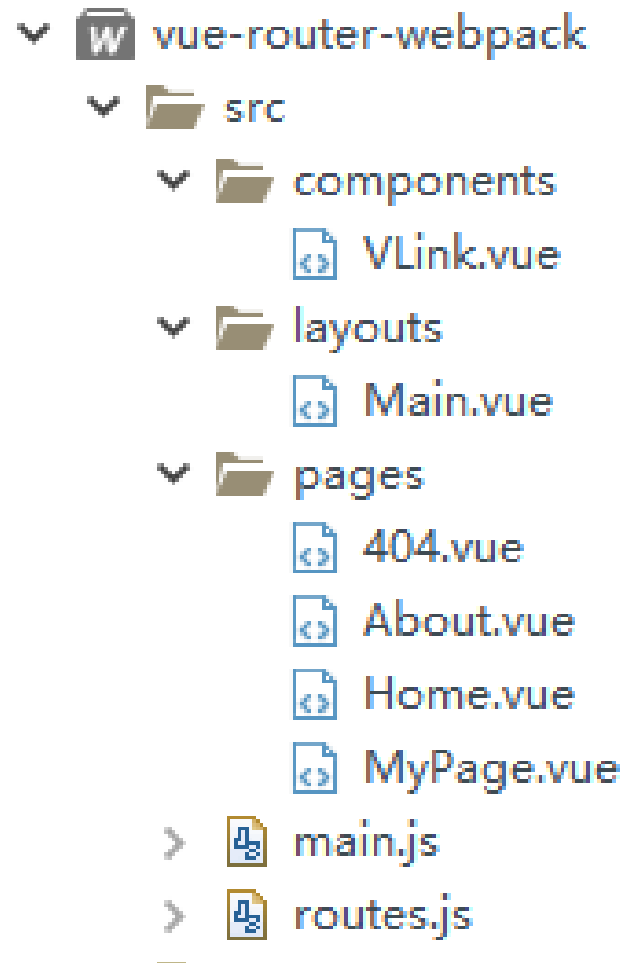 vue-router-webpack
src
components
VLink.vue
layouts
Main.vue
pages
404.vue
About.vue
Home.vue
MyPage.vue
main.js
routes.js